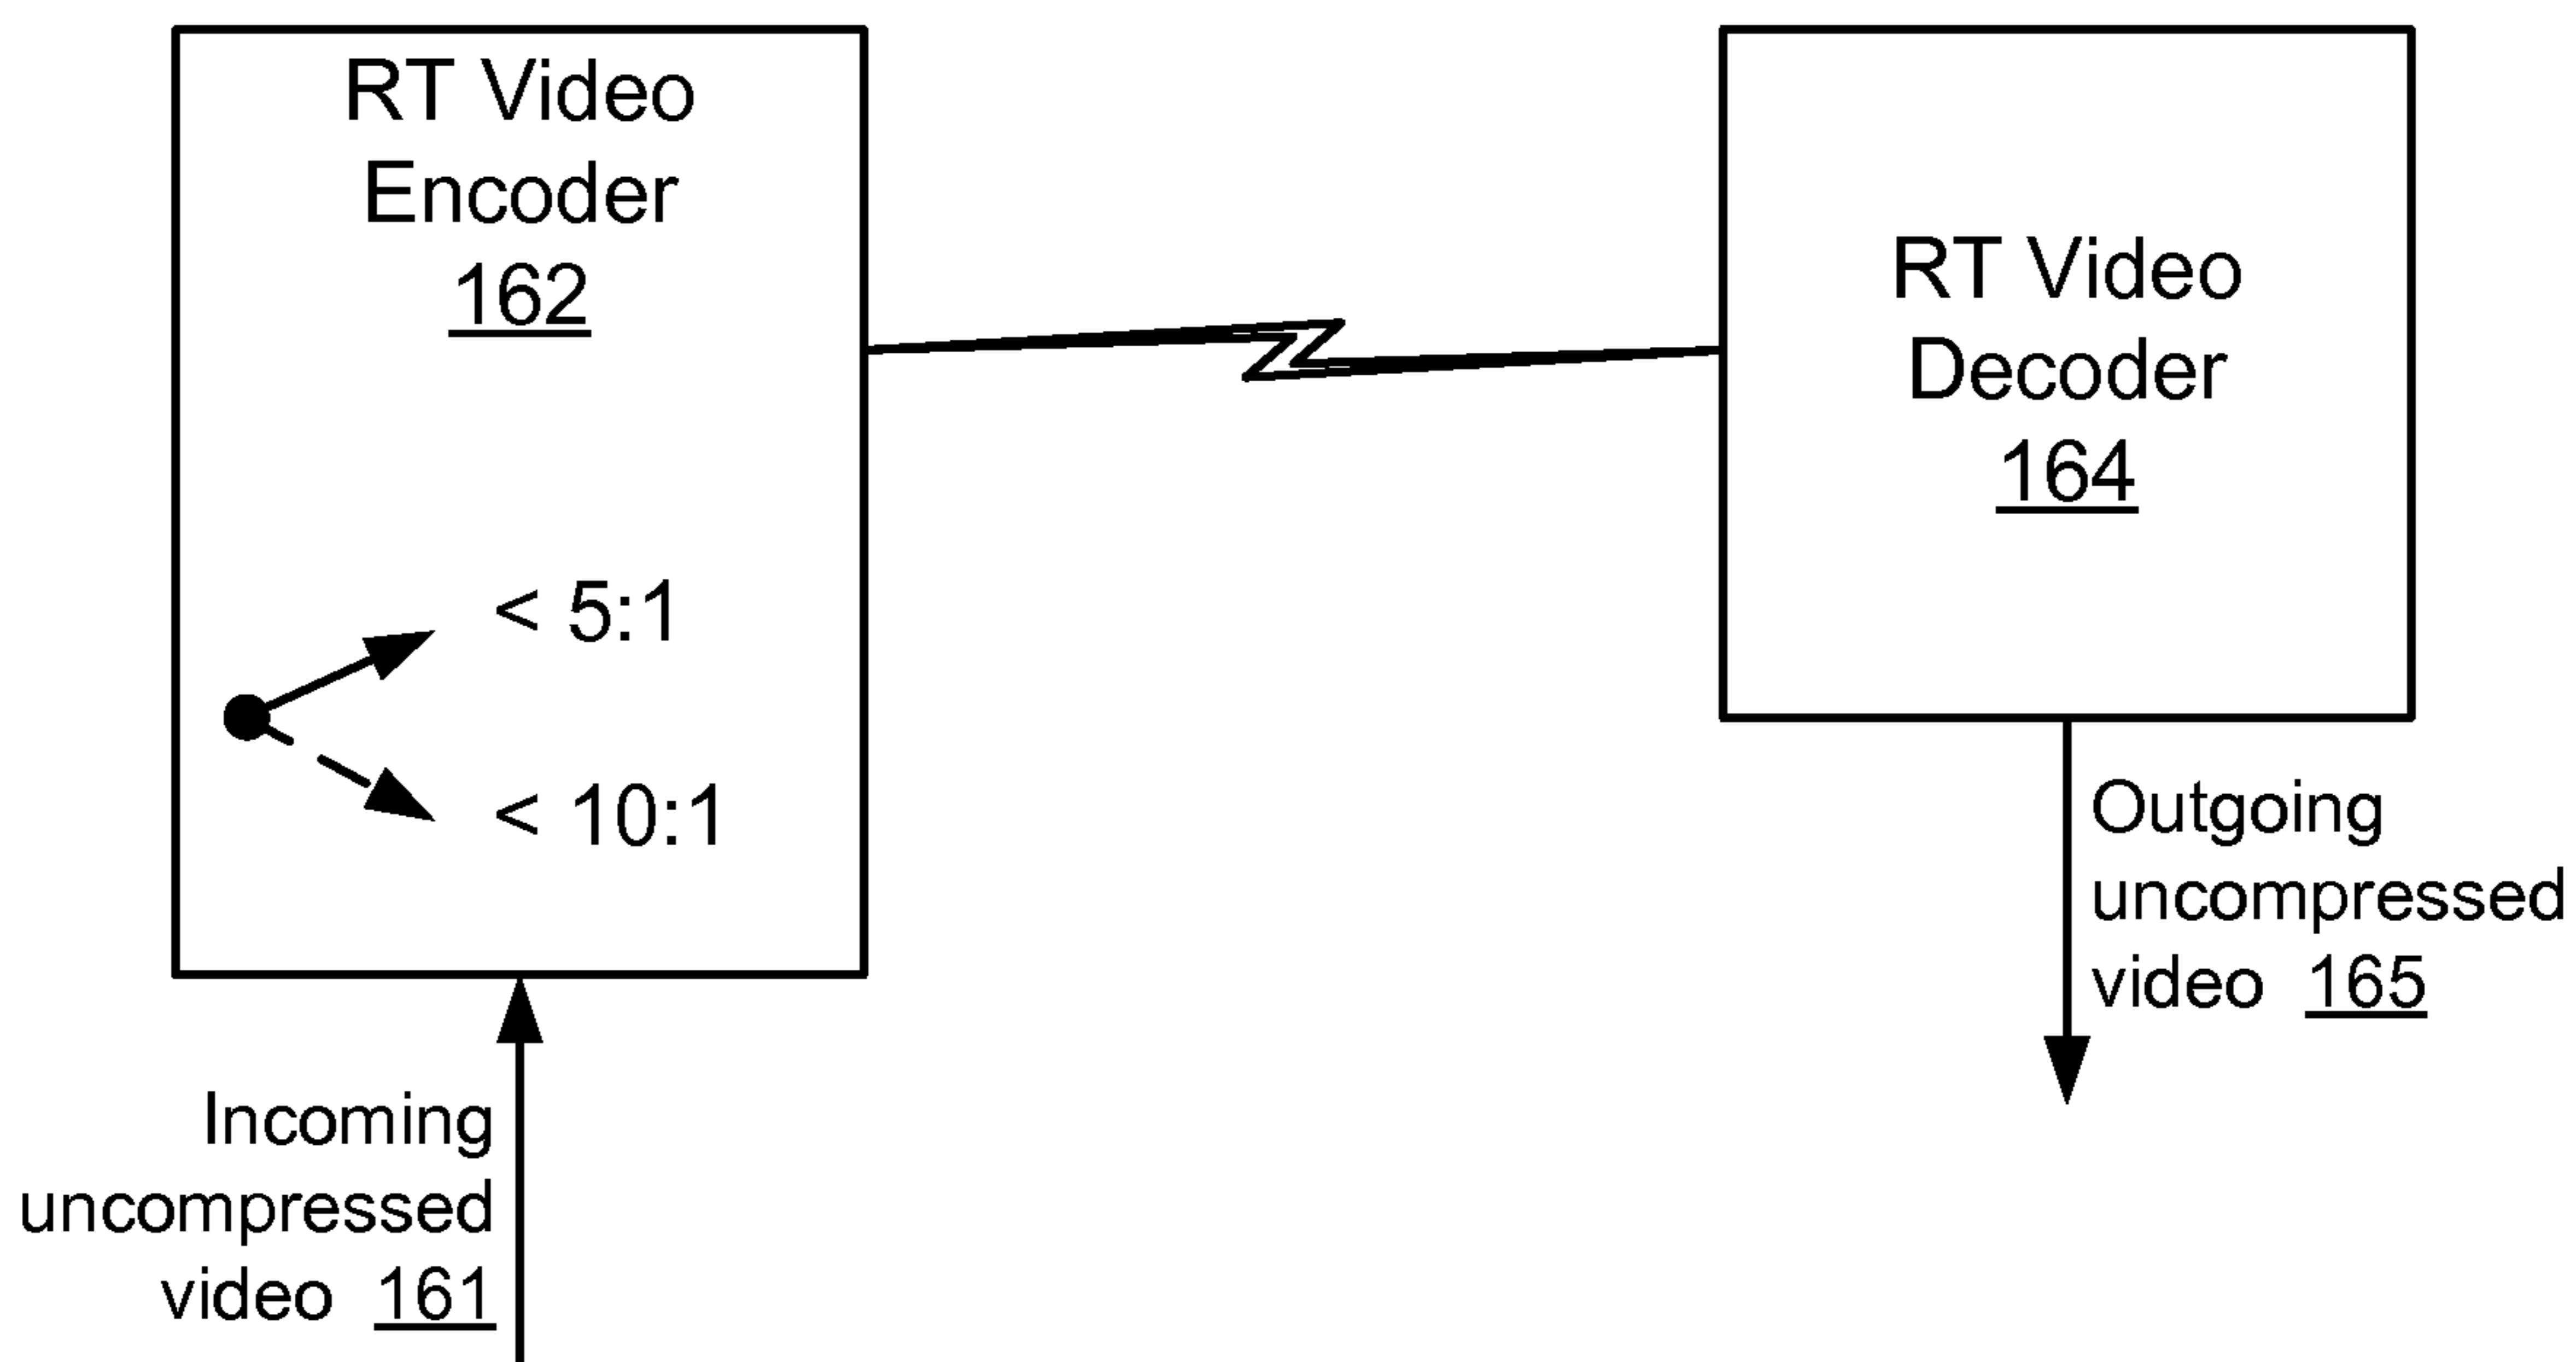 RT Video
Encoder
162
< 5:1
< 10:1
Incoming
uncompressed
video 161
RT Video
Decoder
164
Outgoing
uncompressed
video 165